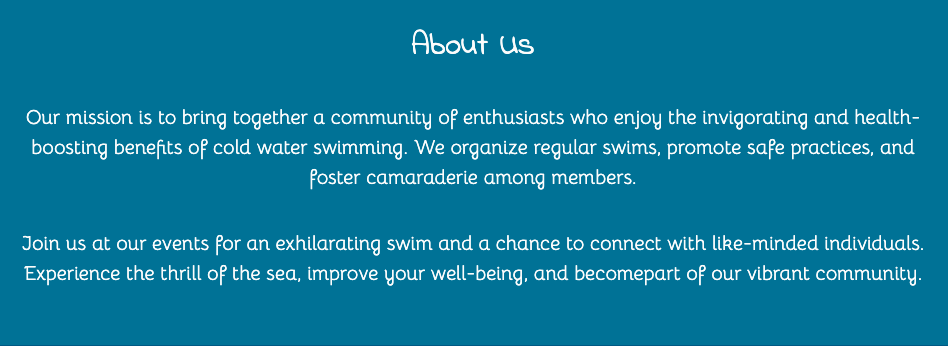 About Us
Our mission is to bring together a community of enthusiasts who enjoy the invigorating and health-
boosting benefits of cold water swimming. We organize regular swims, promote safe practices, and
foster camaraderie among members.
Join us at our events for an exhilarating swim and a chance to connect with like-minded individuals.
Experience the thrill of the sea, improve your well-being, and becomepart of our vibrant community.